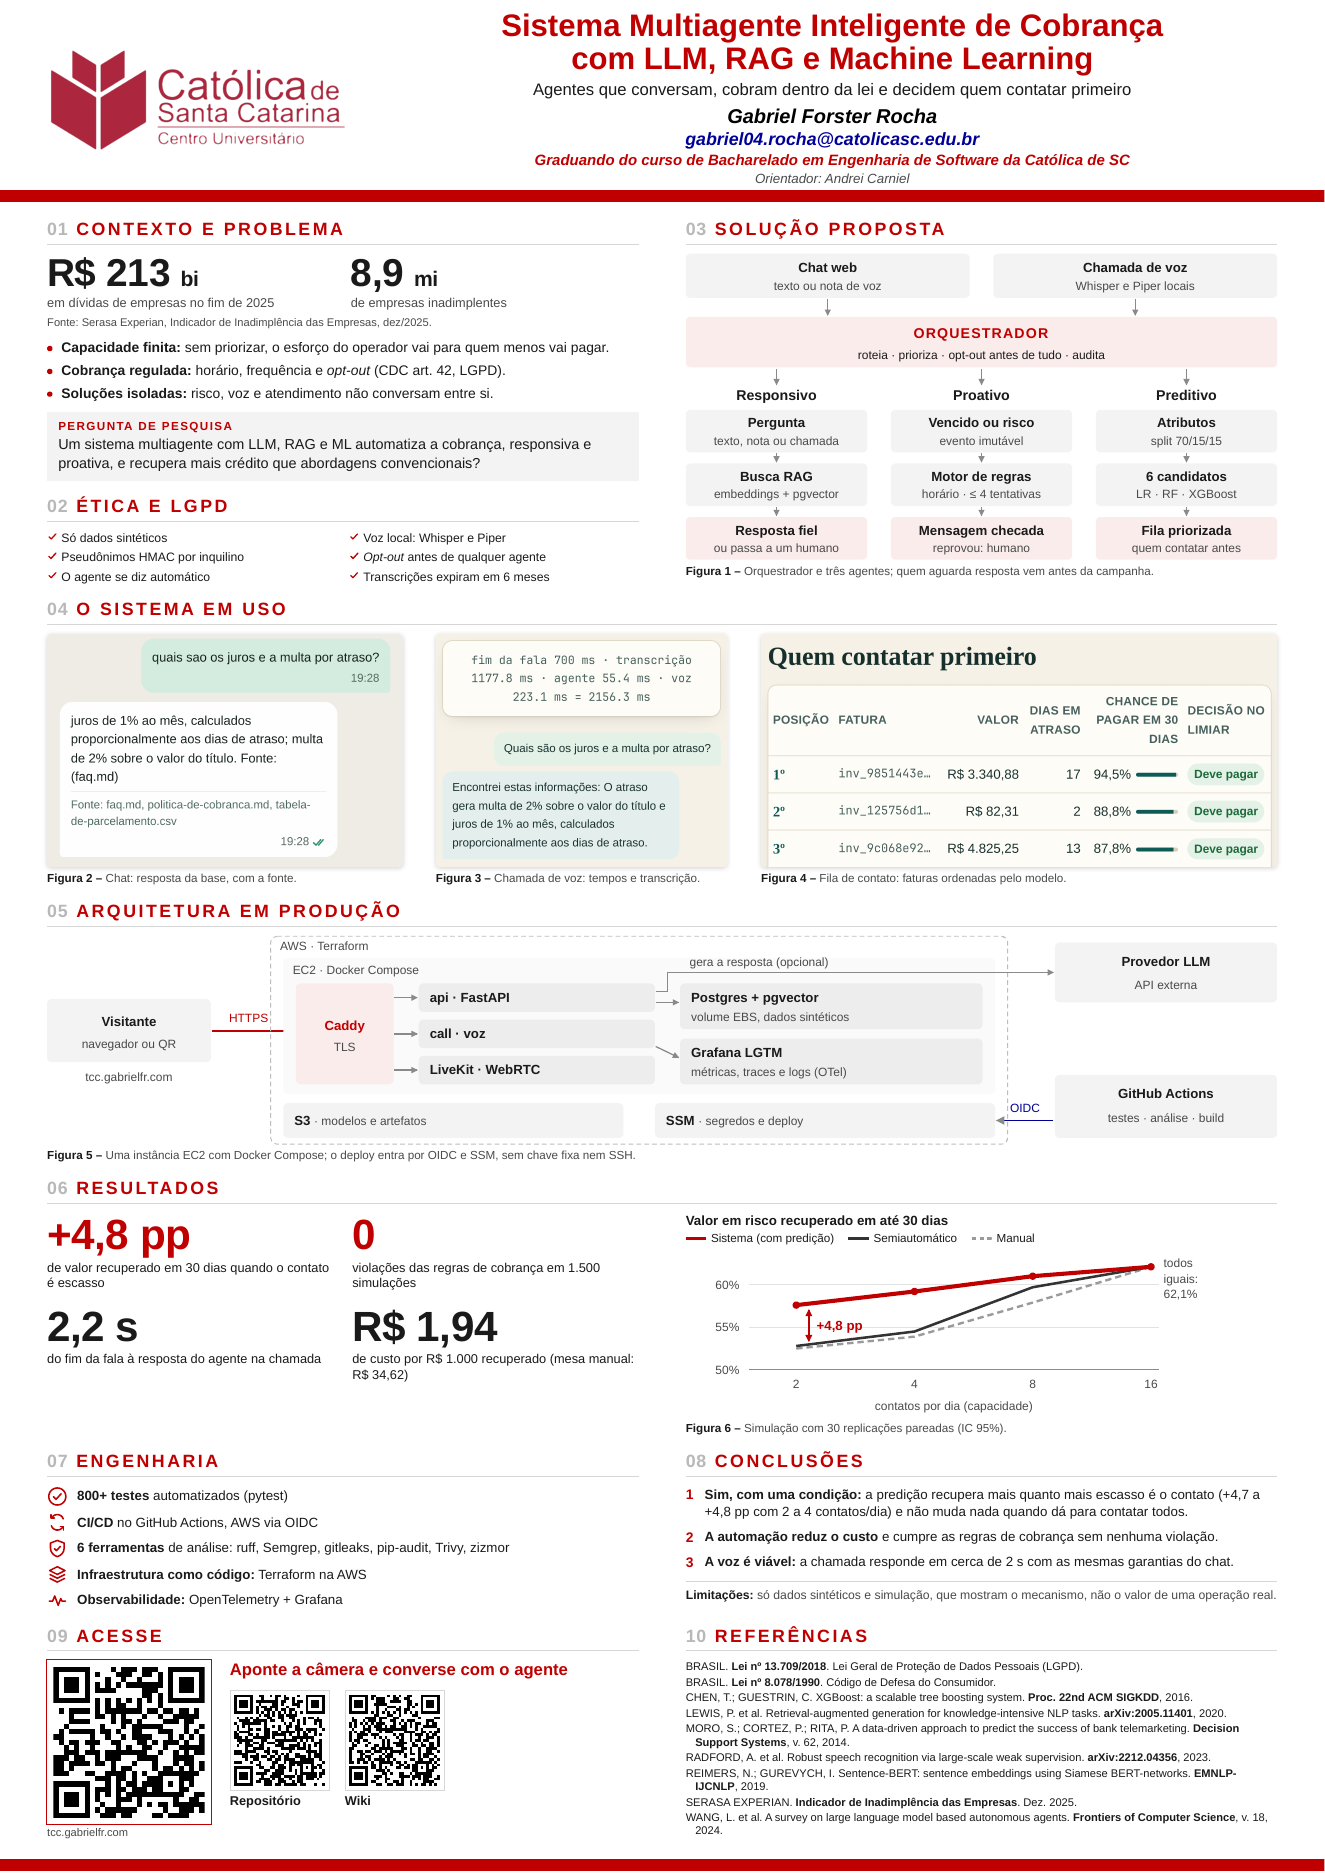 Católica de
Santa Catarina
Centro Universitário
Sistema Multiagente Inteligente de Cobrança
com LLM, RAG e Machine Learning
Agentes que conversam, cobram dentro da lei e decidem quem contatar primeiro
Gabriel Forster Rocha
gabriel04.rocha@catolicasc.edu.br
Graduando do curso de Bacharelado em Engenharia de Software da Católica de SC
Orientador: Andrei Carniel
01 CONTEXTO E PROBLEMA
R$ 213 bi
em dívidas de empresas no fim de 2025
8,9 mi
de empresas inadimplentes
Fonte: Serasa Experian, Indicador de Inadimplência das Empresas, dez/2025.
• Capacidade finita: sem priorizar, o esforço do operador vai para quem menos vai pagar.
• Cobrança regulada: horário, frequência e opt-out (CDC art. 42, LGPD).
• Soluções isoladas: risco, voz e atendimento não conversam entre si.
PERGUNTA DE PESQUISA
Um sistema multiagente com LLM, RAG e ML automatiza a cobrança, responsiva e
proativa, e recupera mais crédito que abordagens convencionais?
02 ÉTICA E LGPD
Só dados sintéticos
Pseudônimos HMAC por inquilino
O agente se diz automático
Voz local: Whisper e Piper
Opt-out antes de qualquer agente
Transcrições expiram em 6 meses
03 SOLUÇÃO PROPOSTA
Chat web
texto ou nota de voz
Chamada de voz
Whisper e Piper locais
ORQUESTRADOR
roteia · prioriza · opt-out antes de tudo · audita
Responsivo
Pergunta
texto, nota ou chamada
Busca RAG
embeddings + pgvector
Resposta fiel
ou passa a um humano
Proativo
Vencido ou risco
evento imutável
Motor de regras
horário · ≤ 4 tentativas
Mensagem checada
reprovou: humano
Preditivo
Atributos
split 70/15/15
6 candidatos
LR · RF · XGBoost
Fila priorizada
quem contatar antes
Figura 1 – Orquestrador e três agentes; quem aguarda resposta vem antes da campanha.
04 O SISTEMA EM USO
quais sao os juros e a multa por atraso?
19:28
juros de 1% ao mês, calculados
proporcionalmente aos dias de atraso; multa
de 2% sobre o valor do título. Fonte:
(faq.md)
Fonte: faq.md, politica-de-cobranca.md, tabela-
de-parcelamento.csv
19:28
Figura 2 – Chat: resposta da base, com a fonte.
fim da fala 700 ms · transcrição
1177.8 ms · agente 55.4 ms · voz
223.1 ms = 2156.3 ms
Quais são os juros e a multa por atraso?
Encontrei estas informações: O atraso
gera multa de 2% sobre o valor do título e
juros de 1% ao mês, calculados
proporcionalmente aos dias de atraso.
Figura 3 – Chamada de voz: tempos e transcrição.
Quem contatar primeiro
POSIÇÃO FATURA VALOR DIAS EM ATRASO CHANCE DE PAGAR EM 30 DIAS DECISÃO NO LIMIAR
1º inv_9851443e… R$ 3.340,88 17 94,5% Deve pagar
2º inv_125756d1… R$ 82,31 2 88,8% Deve pagar
3º inv_9c068e92… R$ 4.825,25 13 87,8% Deve pagar
Figura 4 – Fila de contato: faturas ordenadas pelo modelo.
05 ARQUITETURA EM PRODUÇÃO
Visitante
navegador ou QR
tcc.gabrielfr.com
HTTPS
AWS · Terraform
EC2 · Docker Compose
Caddy
TLS
api · FastAPI
call · voz
LiveKit · WebRTC
gera a resposta (opcional)
Postgres + pgvector
volume EBS, dados sintéticos
Grafana LGTM
métricas, traces e logs (OTel)
S3 · modelos e artefatos
SSM · segredos e deploy
Provedor LLM
API externa
OIDC
GitHub Actions
testes · análise · build
Figura 5 – Uma instância EC2 com Docker Compose; o deploy entra por OIDC e SSM, sem chave fixa nem SSH.
06 RESULTADOS
+4,8 pp
de valor recuperado em 30 dias quando o contato
é escasso
0
violações das regras de cobrança em 1.500
simulações
2,2 s
do fim da fala à resposta do agente na chamada
R$ 1,94
de custo por R$ 1.000 recuperado (mesa manual:
R$ 34,62)
Valor em risco recuperado em até 30 dias
Sistema (com predição) Semiautomático Manual
60%
55%
50%
+4,8 pp
todos
iguais:
62,1%
2 4 8 16
contatos por dia (capacidade)
Figura 6 – Simulação com 30 replicações pareadas (IC 95%).
07 ENGENHARIA
800+ testes automatizados (pytest)
CI/CD no GitHub Actions, AWS via OIDC
6 ferramentas de análise: ruff, Semgrep, gitleaks, pip-audit, Trivy, zizmor
Infraestrutura como código: Terraform na AWS
Observabilidade: OpenTelemetry + Grafana
08 CONCLUSÕES
1 Sim, com uma condição: a predição recupera mais quanto mais escasso é o contato (+4,7 a
+4,8 pp com 2 a 4 contatos/dia) e não muda nada quando dá para contatar todos.
2 A automação reduz o custo e cumpre as regras de cobrança sem nenhuma violação.
3 A voz é viável: a chamada responde em cerca de 2 s com as mesmas garantias do chat.
Limitações: só dados sintéticos e simulação, que mostram o mecanismo, não o valor de uma operação real.
09 ACESSE
tcc.gabrielfr.com
Aponte a câmera e converse com o agente
Repositório
Wiki
10 REFERÊNCIAS
BRASIL. Lei nº 13.709/2018. Lei Geral de Proteção de Dados Pessoais (LGPD).
BRASIL. Lei nº 8.078/1990. Código de Defesa do Consumidor.
CHEN, T.; GUESTRIN, C. XGBoost: a scalable tree boosting system. Proc. 22nd ACM SIGKDD, 2016.
LEWIS, P. et al. Retrieval-augmented generation for knowledge-intensive NLP tasks. arXiv:2005.11401, 2020.
MORO, S.; CORTEZ, P.; RITA, P. A data-driven approach to predict the success of bank telemarketing. Decision
Support Systems, v. 62, 2014.
RADFORD, A. et al. Robust speech recognition via large-scale weak supervision. arXiv:2212.04356, 2023.
REIMERS, N.; GUREVYCH, I. Sentence-BERT: sentence embeddings using Siamese BERT-networks. EMNLP-
IJCNLP, 2019.
SERASA EXPERIAN. Indicador de Inadimplência das Empresas. Dez. 2025.
WANG, L. et al. A survey on large language model based autonomous agents. Frontiers of Computer Science, v. 18,
2024.